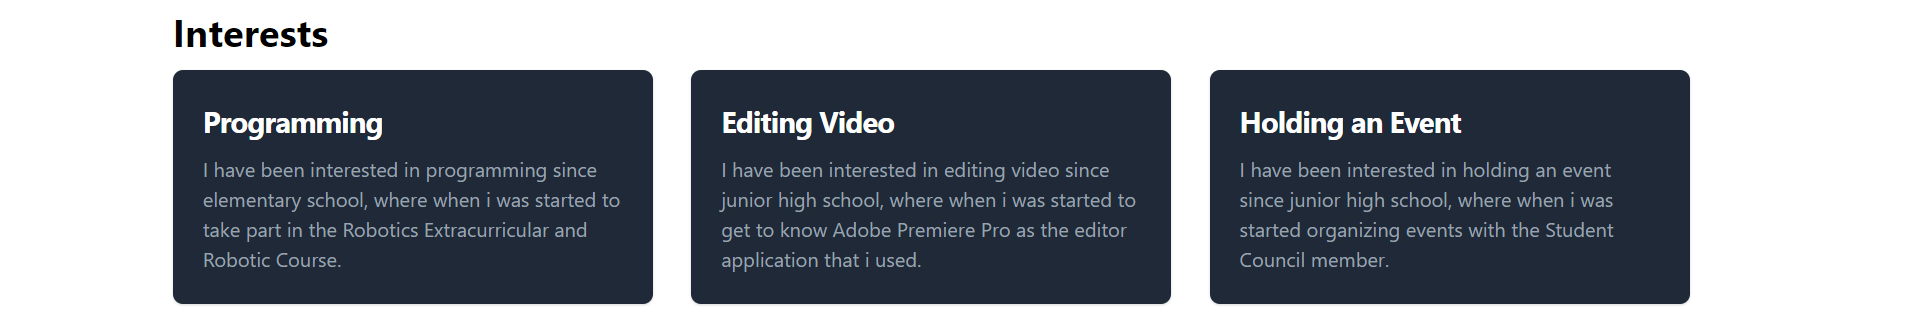 Interests
Programming
I have been interested in programming since
elementary school, where when i was started to
take part in the Robotics Extracurricular and
Robotic Course.
Editing Video
I have been interested in editing video since
junior high school, where when i was started to
get to know Adobe Premiere Pro as the editor
application that i used.
Holding an Event
I have been interested in holding an event
since junior high school, where when i was
started organizing events with the Student
Council member.